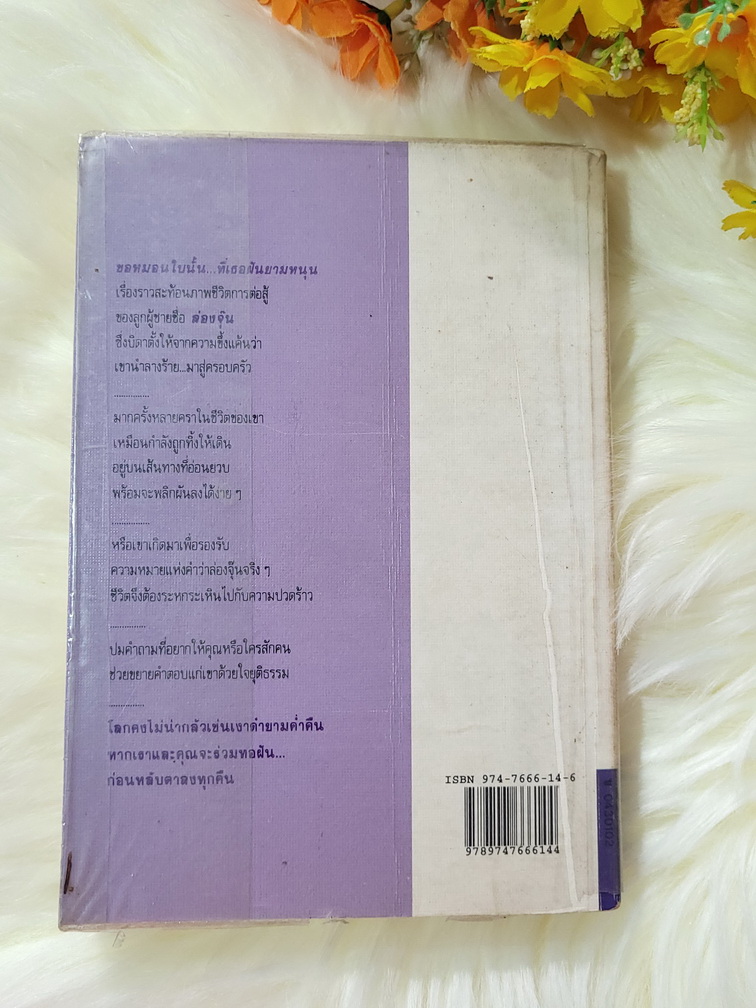 ขอหมอนใบนั้น...ที่เธอฝันยามหนุน
เรื่องราวสะท้อนภาพชีวิตการต่อสู้
ของลูกผู้ชายชื่อ ล่องจุ๊น
ซึ่งบิดาตั้งให้จากความขึ้งแค้นว่า
เขานำลางร้าย...มาสู่ครอบครัว
...............
มากครั้งหลายคราในชีวิตของเขา
เหมือนกำลังถูกทิ้งให้เดิน
อยู่บนเส้นทางที่อ่อนยวบ
พร้อมจะพลิกผันลงได้ง่าย ๆ
...............
หรือเขาเกิดมาเพื่อรองรับ
ความหมายแห่งคำว่าล่องจุ๊นจริง ๆ
ชีวิตจึงต้องระหกระเหินไปกับความปวดร้าว
...............
ปมคำถามที่อยากให้คุณหรือใครสักคน
ช่วยขยายคำตอบแก่เขาด้วยใจยุติธรรม
...............
โลกคงไม่น่ากลัวเช่นเงาดำยามค่ำคืน
หากเราและคุณจะร่วมทอฝัน...
ก่อนหลับตาลงทุกคืน
ISBN 974-7666-14-6
9789747666144